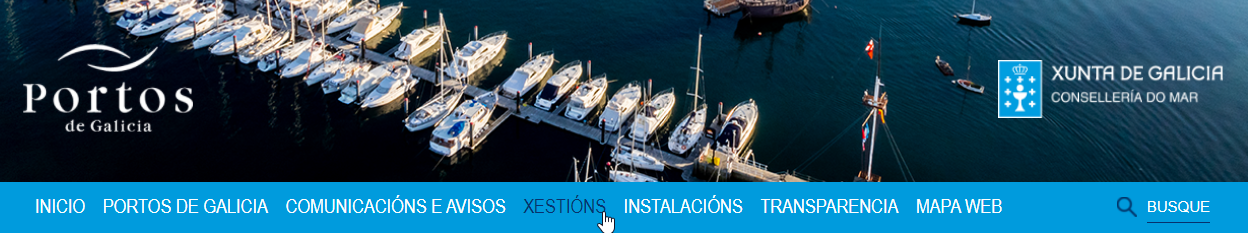 Portos
de Galicia
XUNTA DE GALICIA
CONSELLERÍA DO MAR
INICIO PORTOS DE GALICIA COMUNICACIÓNS E AVISOS XESTIÓNS INSTALACIÓNS TRANSPARENCIA MAPA WEB BUSQUE